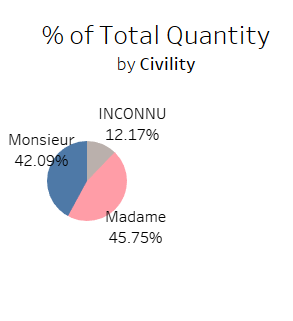 % of Total Quantity
by Civility
INCONNU
12.17%
Monsieur
42.09%
Madame
45.75%